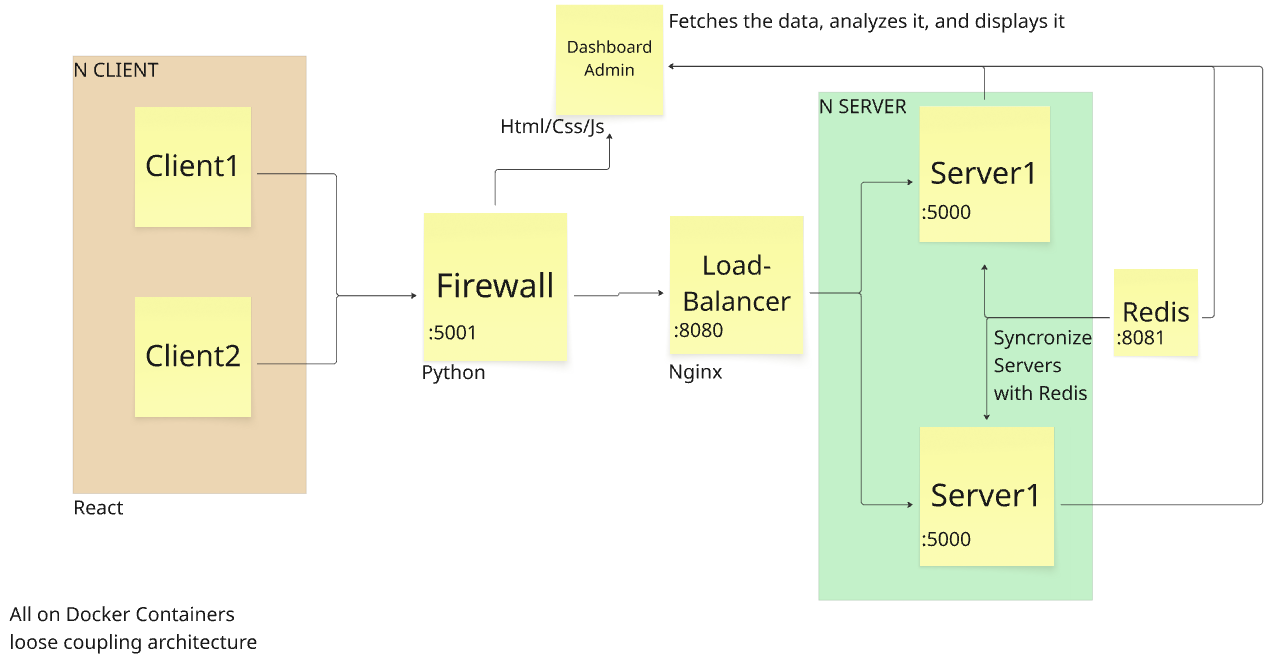 Fetches the data, analyzes it, and displays it
Dashboard
Admin
Html/Css/Js
N CLIENT
Client1
Client2
React
Firewall
:5001
Python
Load-
Balancer
:8080
Nginx
N SERVER
Server1
:5000
Syncronize
Servers
with Redis
Redis
:8081
Server1
:5000
All on Docker Containers
loose coupling architecture